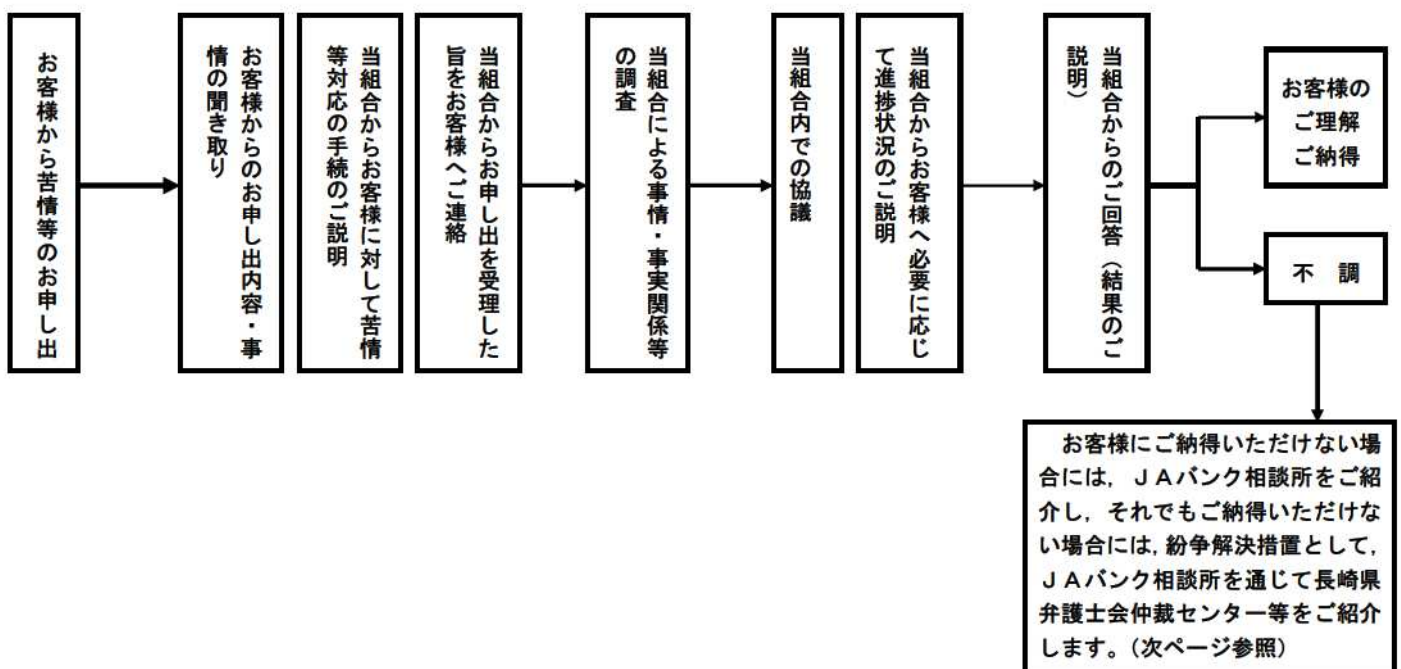 お客様から苦情等のお申し出
お客様からのお申し出内容・事
情の聞き取り
当組合からお客様に対して苦情
等対応の手続のご説明
当組合からお申し出を受理した
旨をお客様へご連絡
当組合による事情・事実関係等
の調査
当組合内での協議
当組合からお客様へ必要に応じ
て進捗状況のご説明
当組合からのご回答（結果のご
説明）
お客様の
ご理解
ご納得
不　調
　お客様にご納得いただけない場
合には，ＪＡバンク相談所をご紹
介し，それでもご納得いただけな
い場合には，紛争解決措置として，
ＪＡバンク相談所を通じて長崎県
弁護士会仲裁センター等をご紹介
します。（次ページ参照）